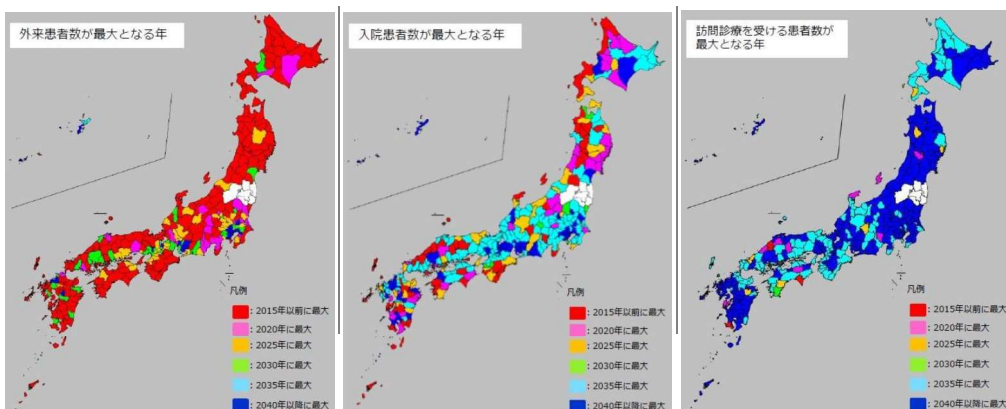 外来患者数が最大となる年
凡例
: 2015年以前に最大
: 2020年に最大
: 2025年に最大
: 2030年に最大
: 2035年に最大
: 2040年以降に最大
入院患者数が最大となる年
凡例
: 2015年以前に最大
: 2020年に最大
: 2025年に最大
: 2030年に最大
: 2035年に最大
: 2040年以降に最大
訪問診療を受ける患者数が
最大となる年
凡例
: 2015年以前に最大
: 2020年に最大
: 2025年に最大
: 2030年に最大
: 2035年に最大
: 2040年以降に最大